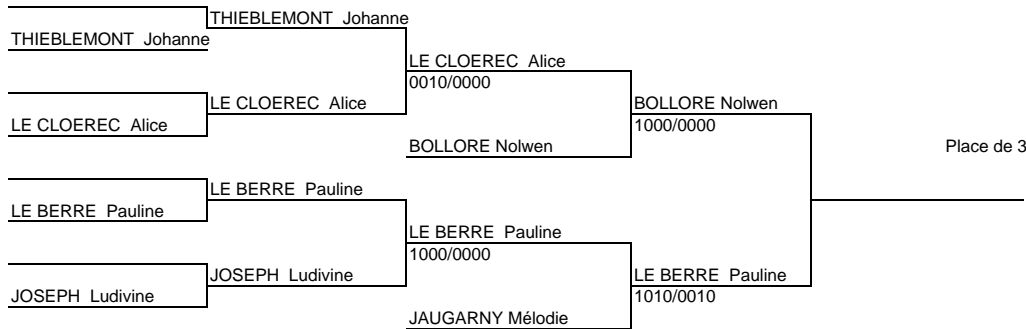 THIEBLEMONT Johanne
THIEBLEMONT Johanne
LE CLOEREC Alice
0010/0000
LE CLOEREC Alice
BOLLORE Nolwen
LE CLOEREC Alice
1000/0000
BOLLORE Nolwen
Place de 3
LE BERRE Pauline
LE BERRE Pauline
LE BERRE Pauline
1000/0000
JOSEPH Ludivine
LE BERRE Pauline
JOSEPH Ludivine
1010/0010
JAUGARNY Mélodie